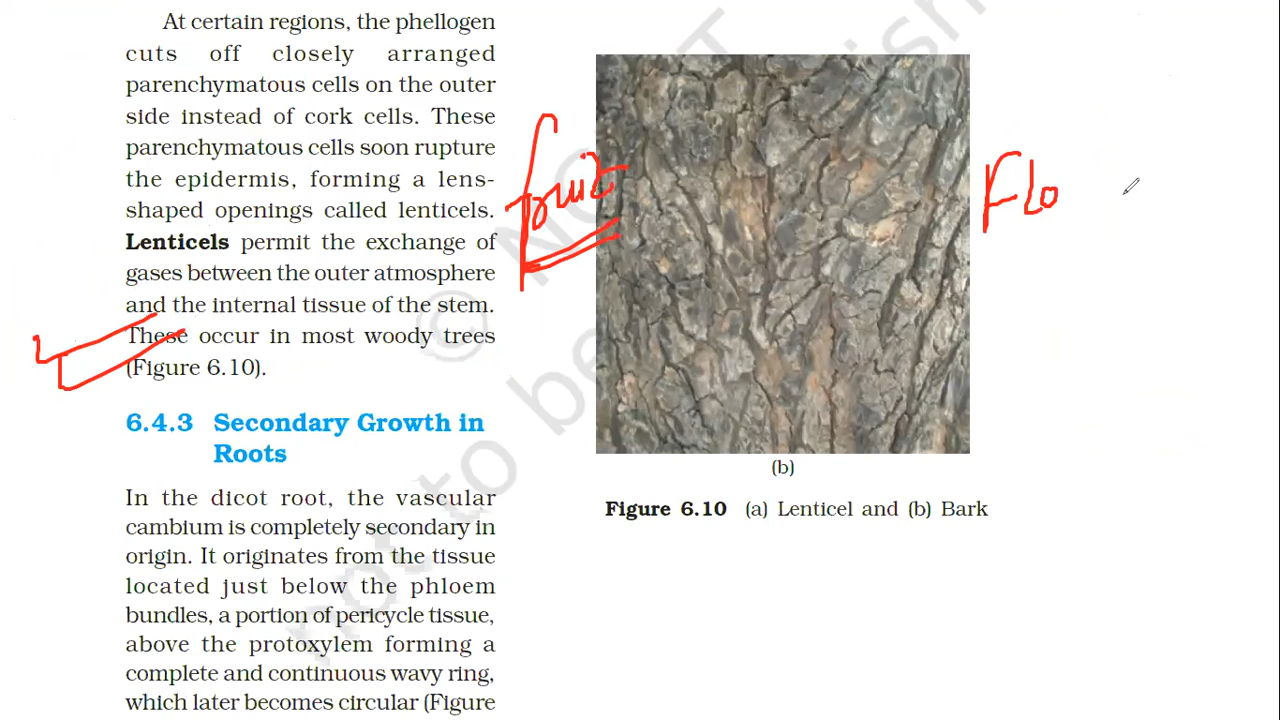 At certain regions, the phellogen
cuts off closely arranged
parenchymatous cells on the outer
side instead of cork cells. These
parenchymatous cells soon rupture
the epidermis, forming a lens-
shaped openings called lenticels.
Lenticels permit the exchange of
gases between the outer atmosphere
and the internal tissue of the stem.
These occur in most woody trees
(Figure 6.10).
6.4.3 Secondary Growth in
Roots
In the dicot root, the vascular
cambium is completely secondary in
origin. It originates from the tissue
located just below the phloem
bundles, a portion of pericycle tissue,
above the protoxylem forming a
complete and continuous wavy ring,
which later becomes circular (Figure
fruit
Flo
(b)
Figure 6.10 (a) Lenticel and (b) Bark
not to be